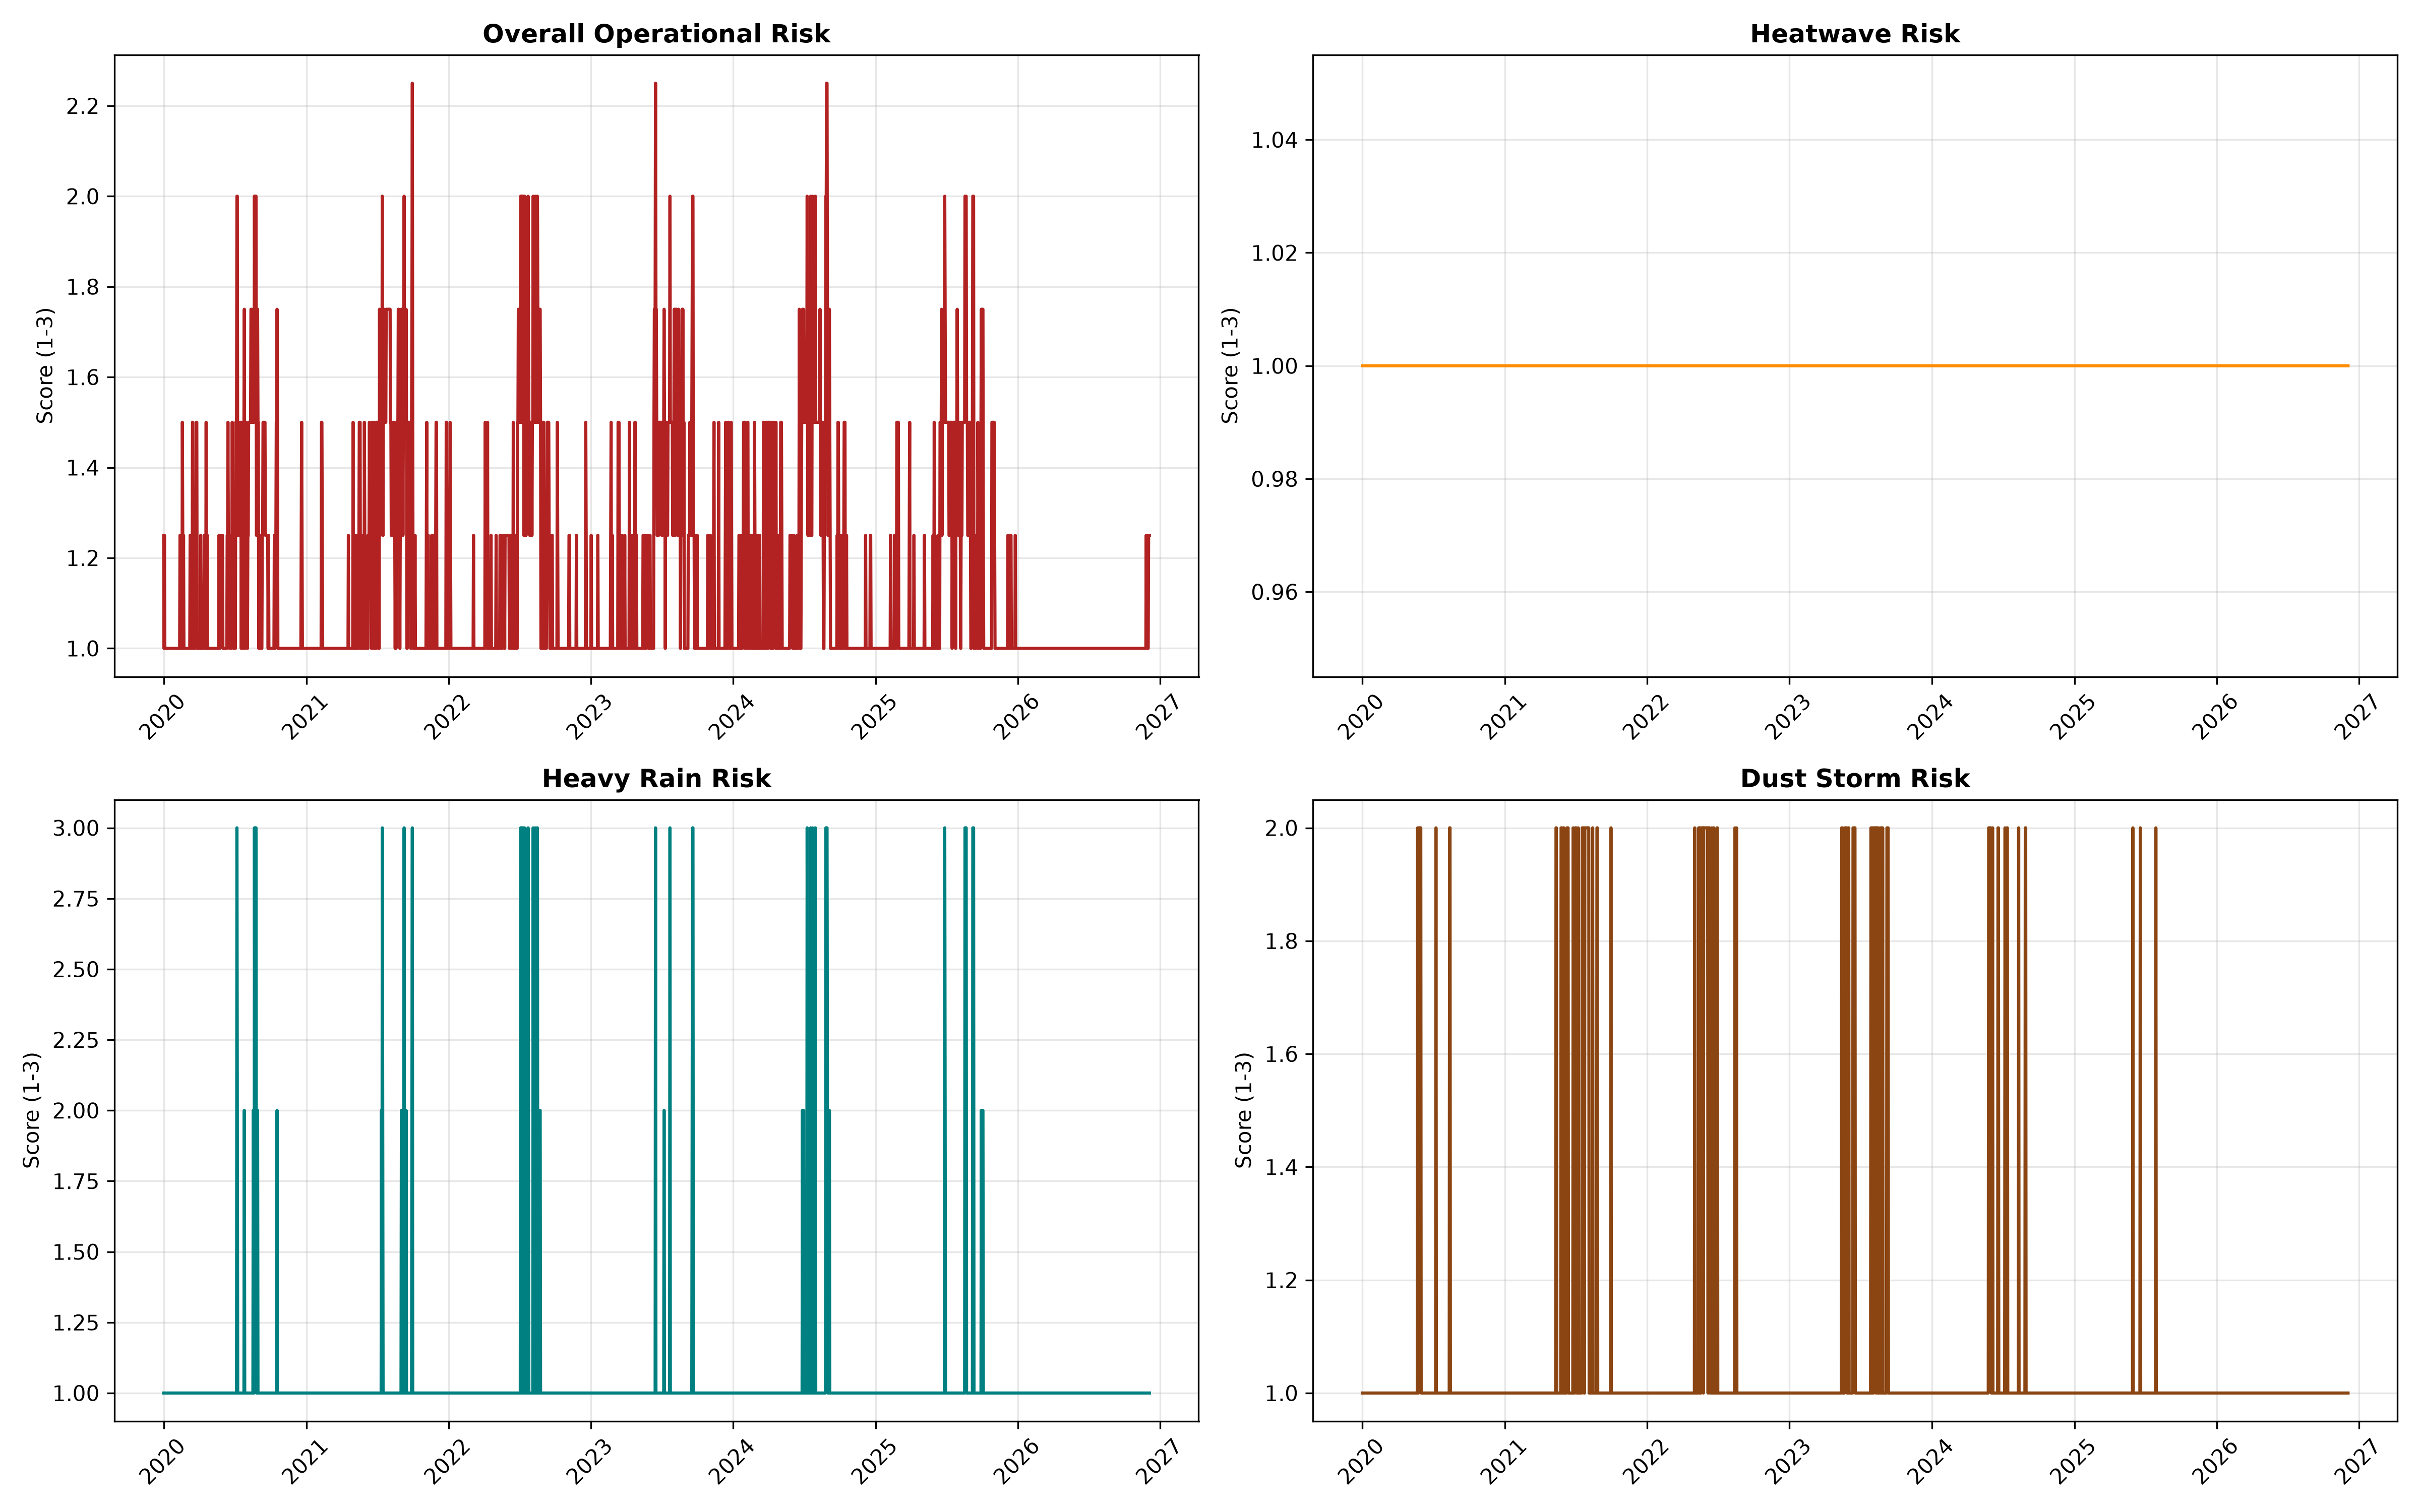 Overall Operational Risk
Score (1-3)
2.2
2.0
1.8
1.6
1.4
1.2
1.0
2020 2021 2022 2023 2024 2025 2026 2027
Heatwave Risk
Score (1-3)
1.04
1.02
1.00
0.98
0.96
2020 2021 2022 2023 2024 2025 2026 2027
Heavy Rain Risk
Score (1-3)
3.00
2.75
2.50
2.25
2.00
1.75
1.50
1.25
1.00
2020 2021 2022 2023 2024 2025 2026 2027
Dust Storm Risk
Score (1-3)
2.0
1.8
1.6
1.4
1.2
1.0
2020 2021 2022 2023 2024 2025 2026 2027